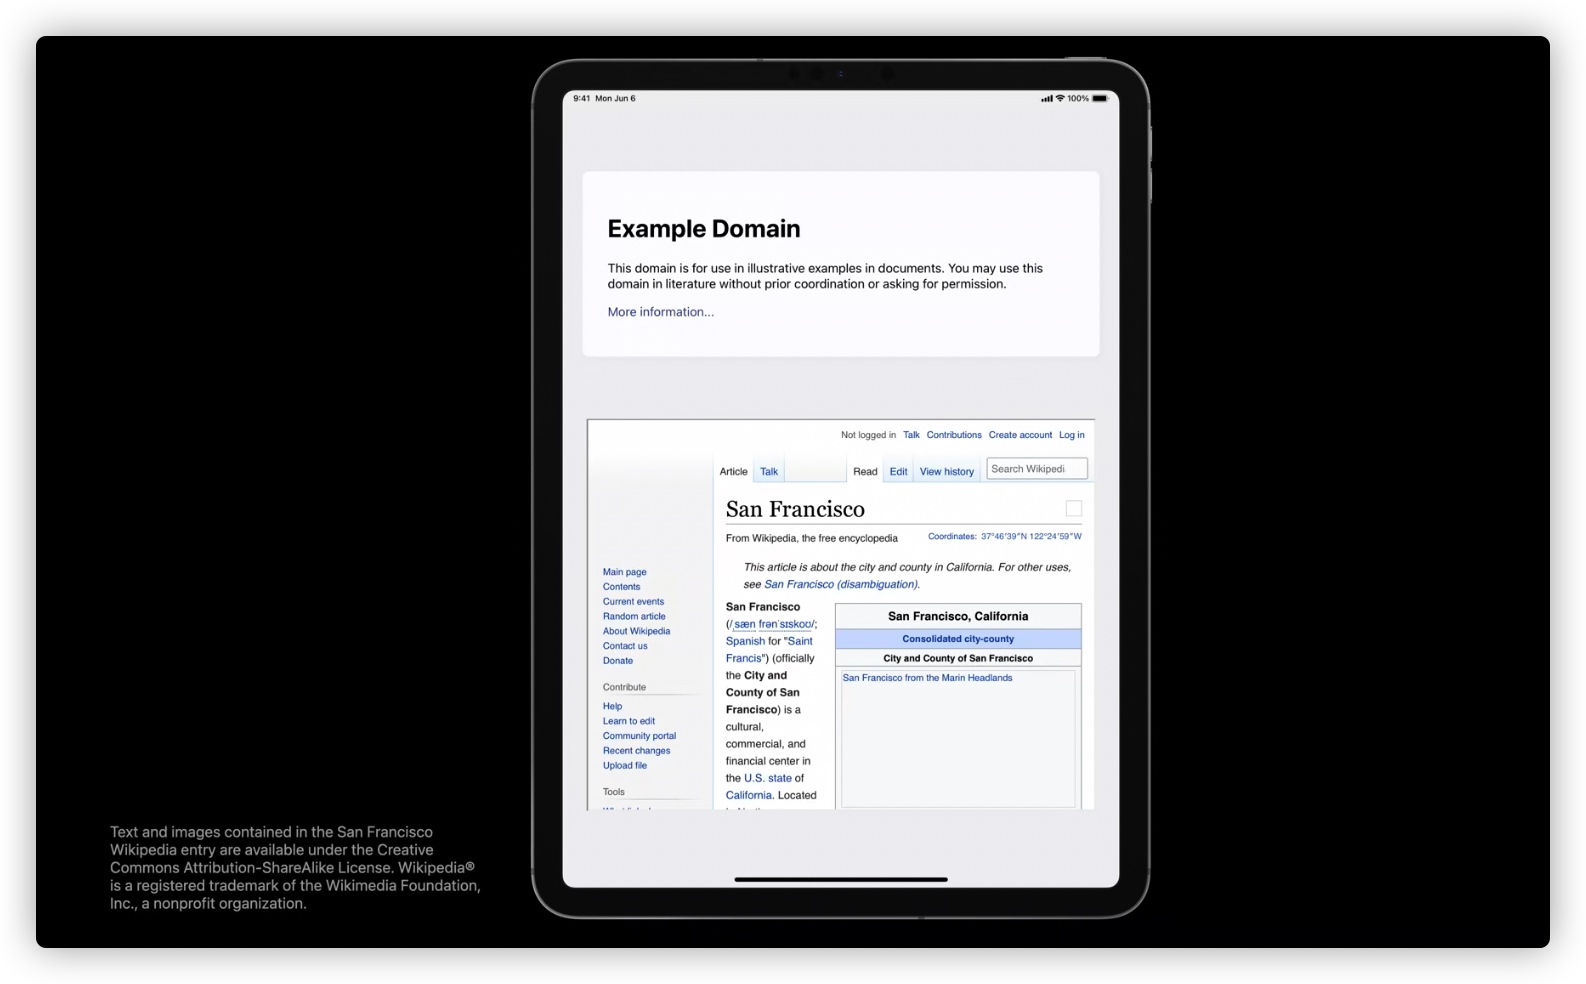 9:41 Mon Jun 6
100%
Example Domain
This domain is for use in illustrative examples in documents. You may use this
domain in literature without prior coordination or asking for permission.
More information...
Not logged in Talk Contributions Create account Log in
Article Talk Read Edit View history Search Wikipedi
San Francisco
From Wikipedia, the free encyclopedia
Coordinates: 37°46′39″N 122°24′59″W
This article is about the city and county in California. For other uses,
see San Francisco (disambiguation).
Main page
Contents
Current events
Random article
About Wikipedia
Contact us
Donate
Contribute
Help
Learn to edit
Community portal
Recent changes
Upload file
Tools
San Francisco
(/ˌsæn frənˈsɪskoʊ/;
Spanish for "Saint
Francis") (officially
the City and
County of San
Francisco) is a
cultural,
commercial, and
financial center in
the U.S. state of
California. Located
San Francisco, California
Consolidated city-county
City and County of San Francisco
San Francisco from the Marin Headlands
Text and images contained in the San Francisco
Wikipedia entry are available under the Creative
Commons Attribution-ShareAlike License. Wikipedia®
is a registered trademark of the Wikimedia Foundation,
Inc., a nonprofit organization.